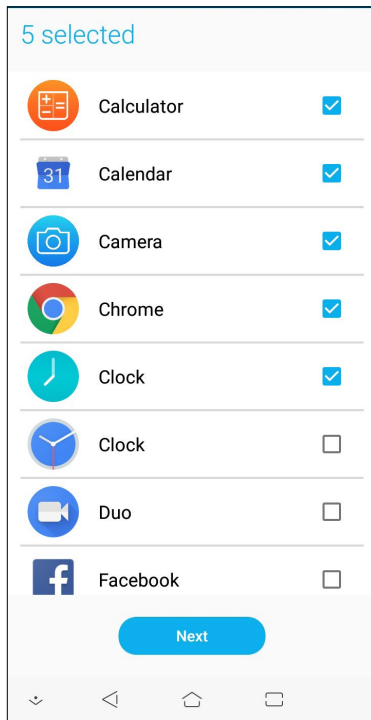 5 selected
Calculator
31
Calendar
Camera
Chrome
Clock
Clock
Duo
Facebook
Next